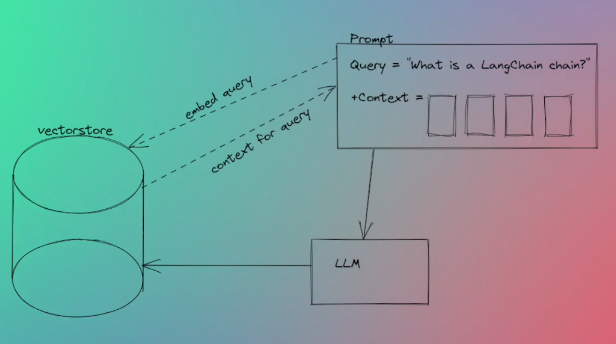 Prompt
Query = "What is a LangChain chain?"
+Context =
embed query
context for query
vectorstore
LLM